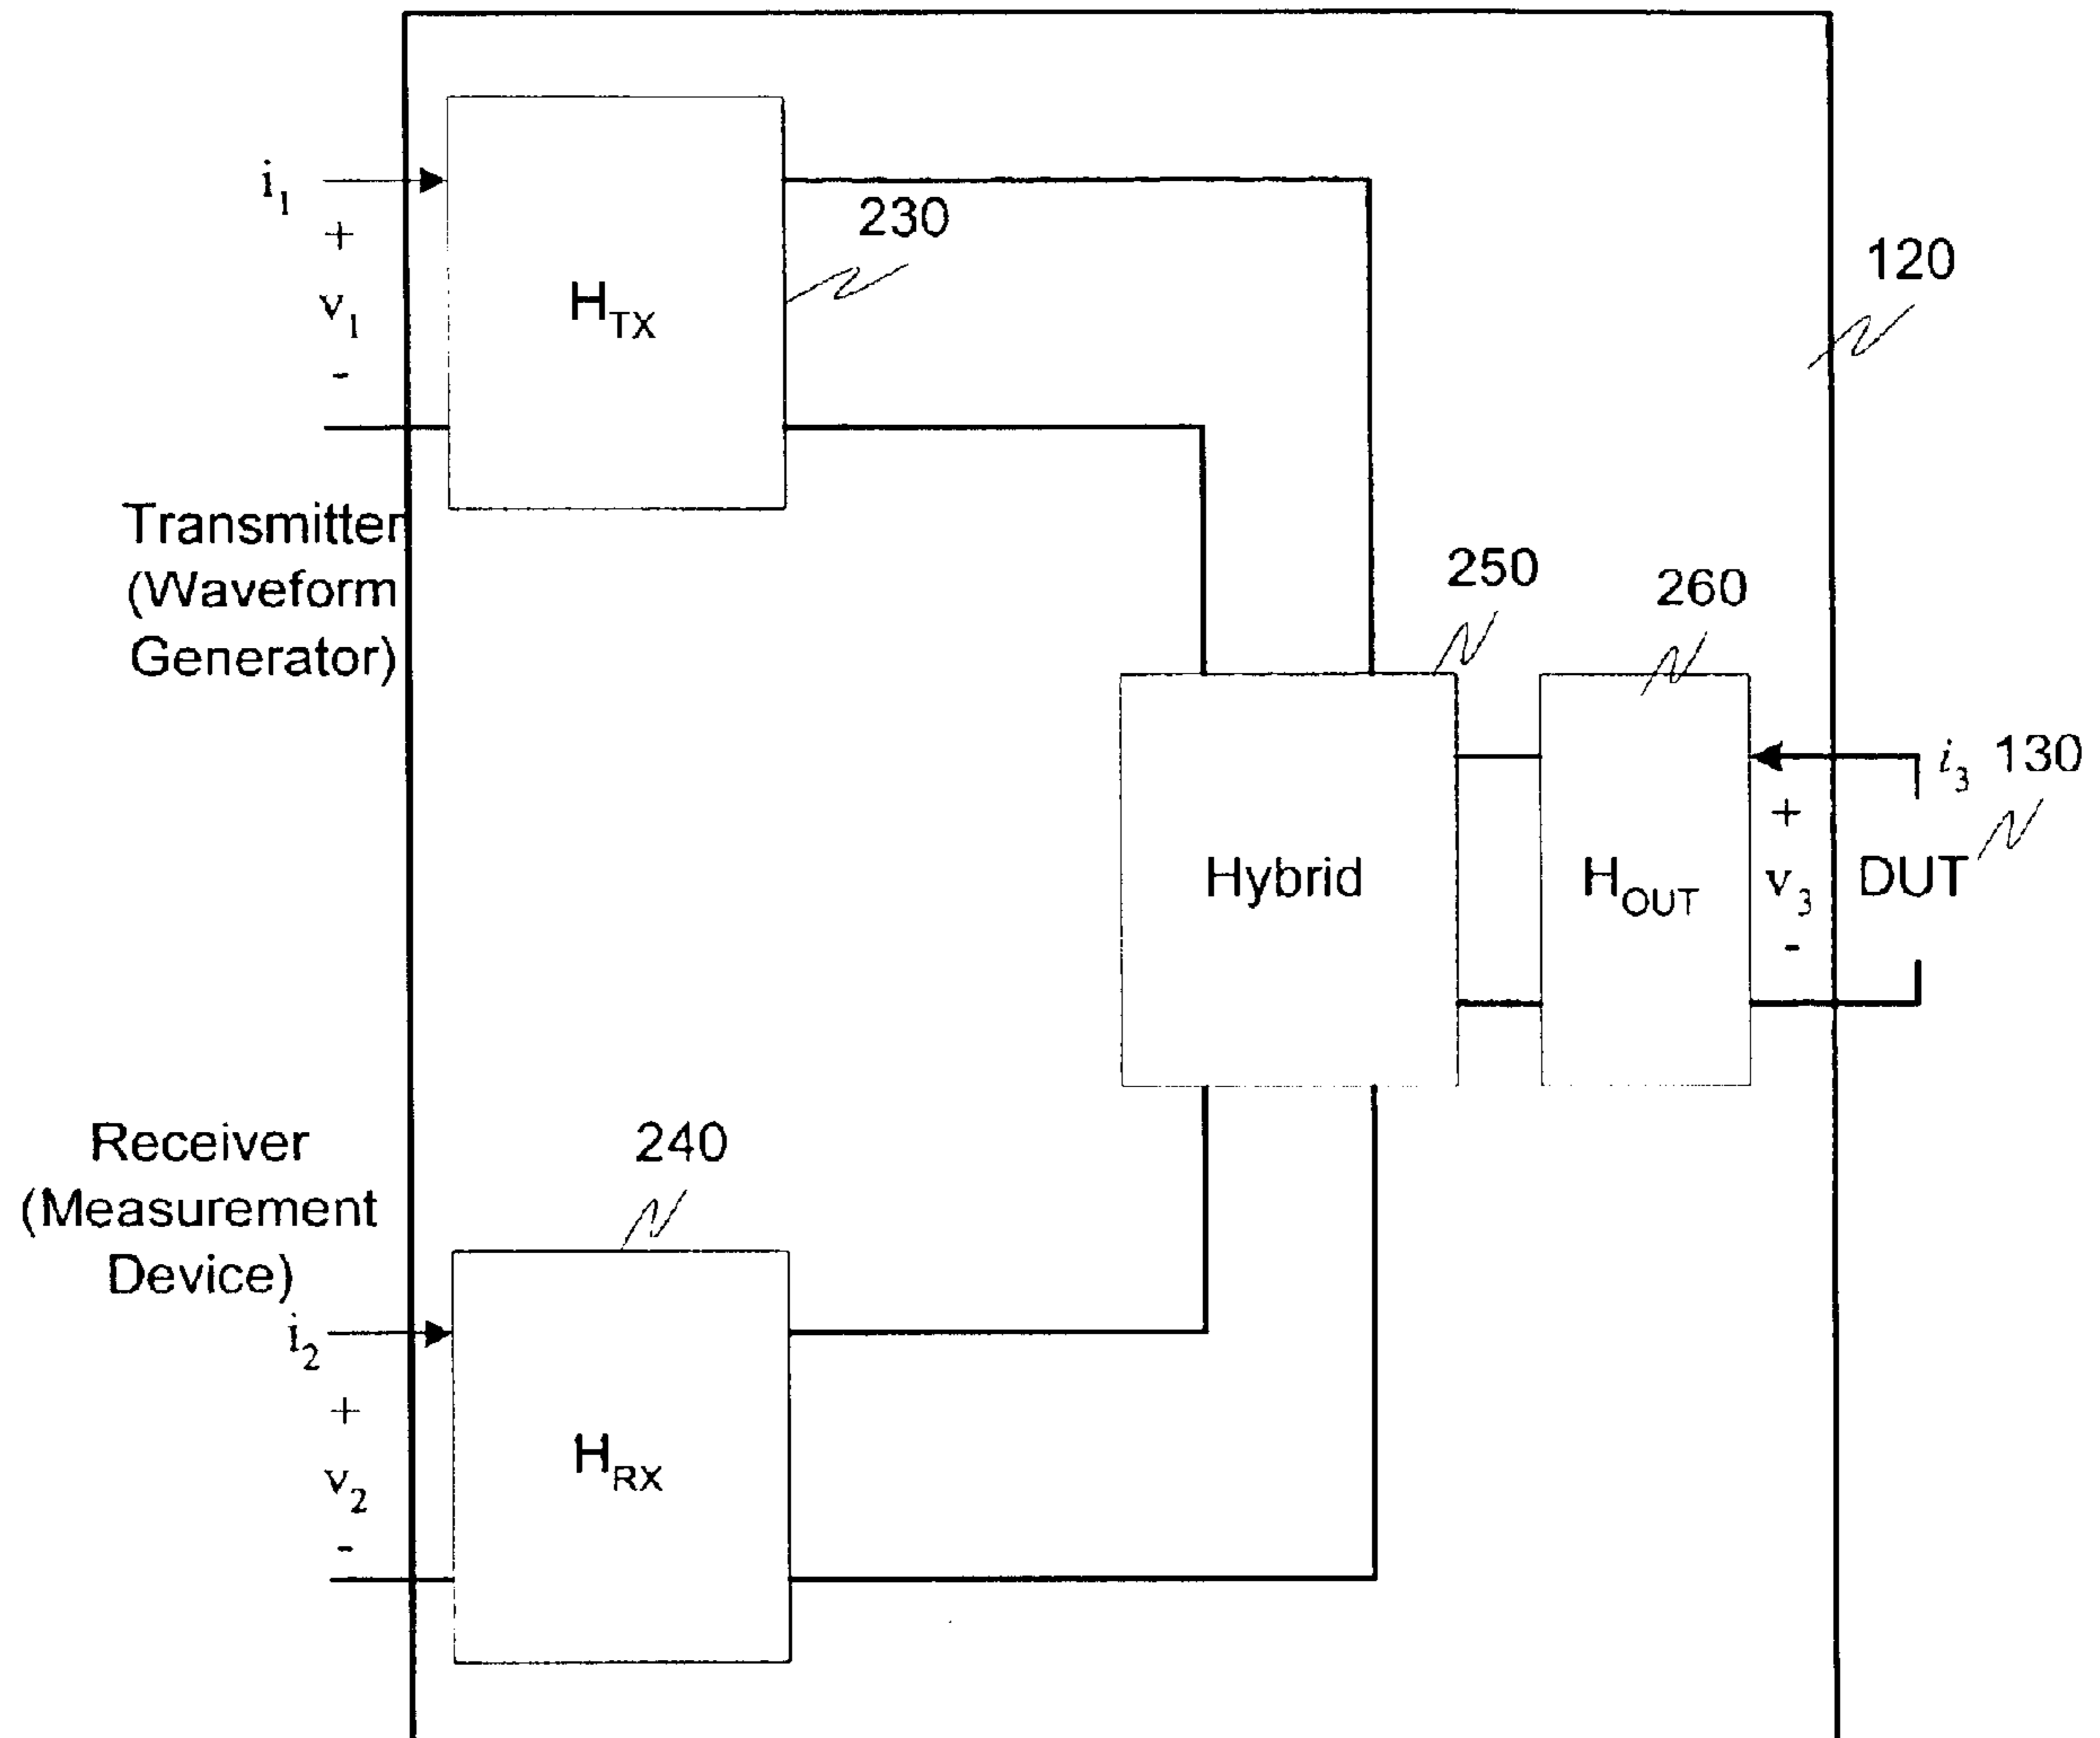 i1
+
v1
-
HTX
230
120
Transmitter
(Waveform
Generator)
250
260
i3 130
+
Hybrid
HOUT
v3
DUT
-
Receiver
(Measurement
Device)
240
i2
+
v2
-
HRX